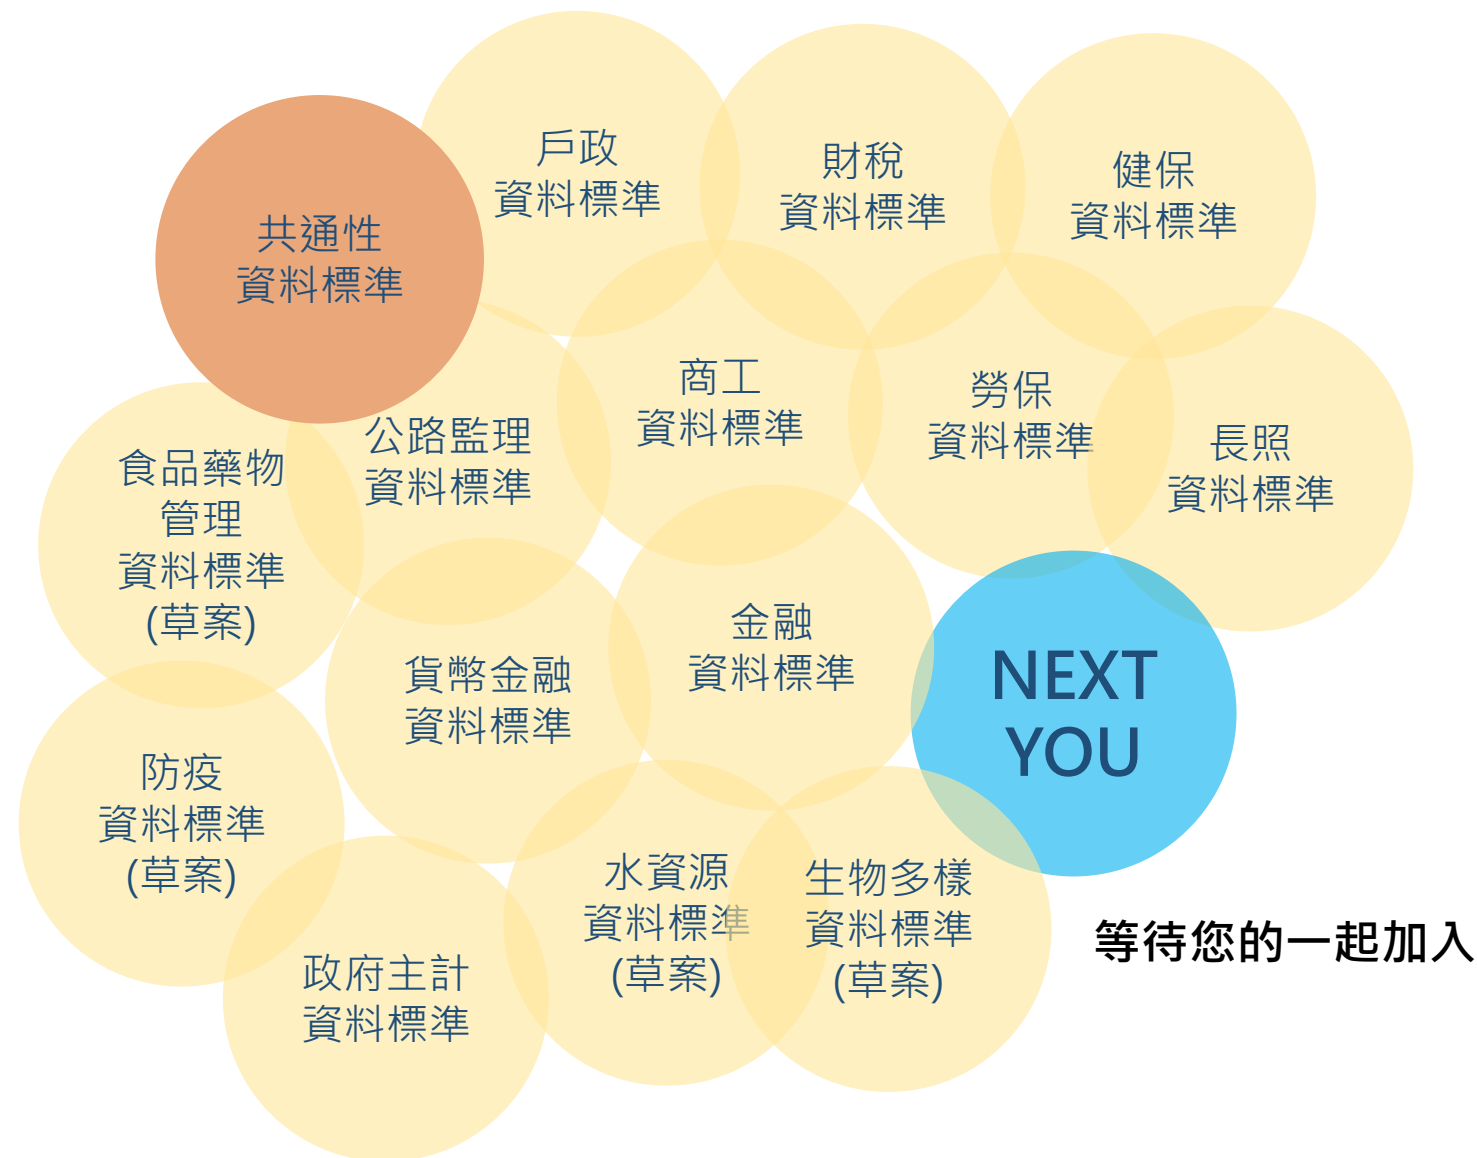 戶政
資料標準
財稅
資料標準
健保
資料標準
共通性
資料標準
商工
資料標準
勞保
資料標準
長照
資料標準
公路監理
資料標準
食品藥物
管理
資料標準
(草案)
金融
資料標準
貨幣金融
資料標準
NEXT
YOU
防疫
資料標準
(草案)
水資源
資料標準
(草案)
生物多樣
資料標準
(草案)
政府主計
資料標準
等待您的一起加入